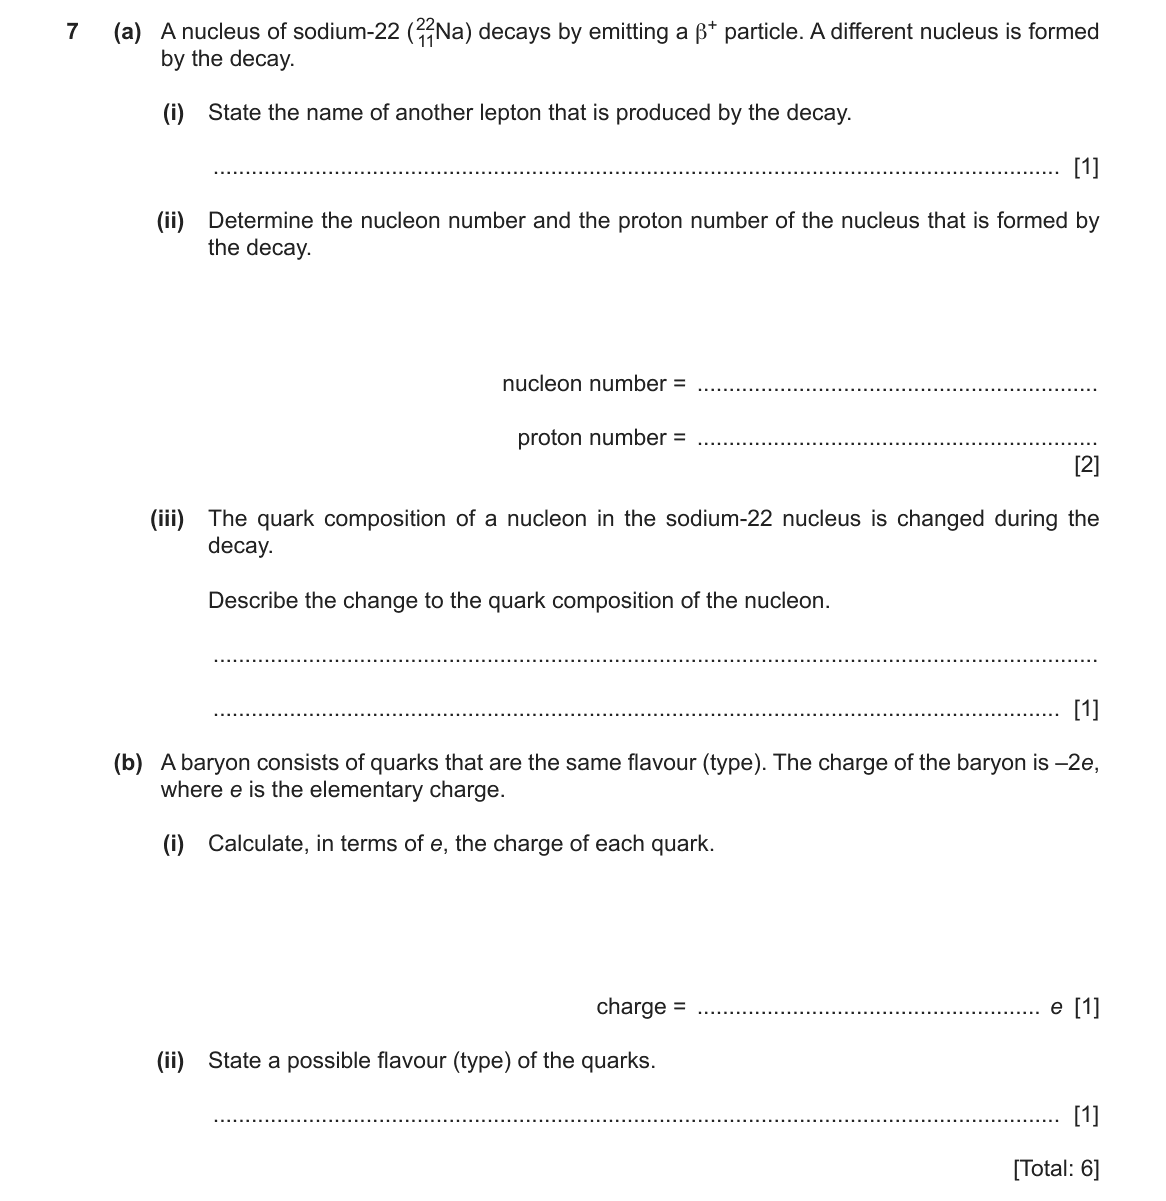 7 (a) A nucleus of sodium-22 (²²₁₁Na) decays by emitting a β⁺ particle. A different nucleus is formed
by the decay.
(i) State the name of another lepton that is produced by the decay.
.......................................................................................................................................... [1]
(ii) Determine the nucleon number and the proton number of the nucleus that is formed by
the decay.
nucleon number = ................................................................
proton number = ................................................................
[2]
(iii) The quark composition of a nucleon in the sodium-22 nucleus is changed during the
decay.
Describe the change to the quark composition of the nucleon.
................................................................................................................................................
.......................................................................................................................................... [1]
(b) A baryon consists of quarks that are the same flavour (type). The charge of the baryon is –2e,
where e is the elementary charge.
(i) Calculate, in terms of e, the charge of each quark.
charge = ....................................................... e [1]
(ii) State a possible flavour (type) of the quarks.
.......................................................................................................................................... [1]
[Total: 6]